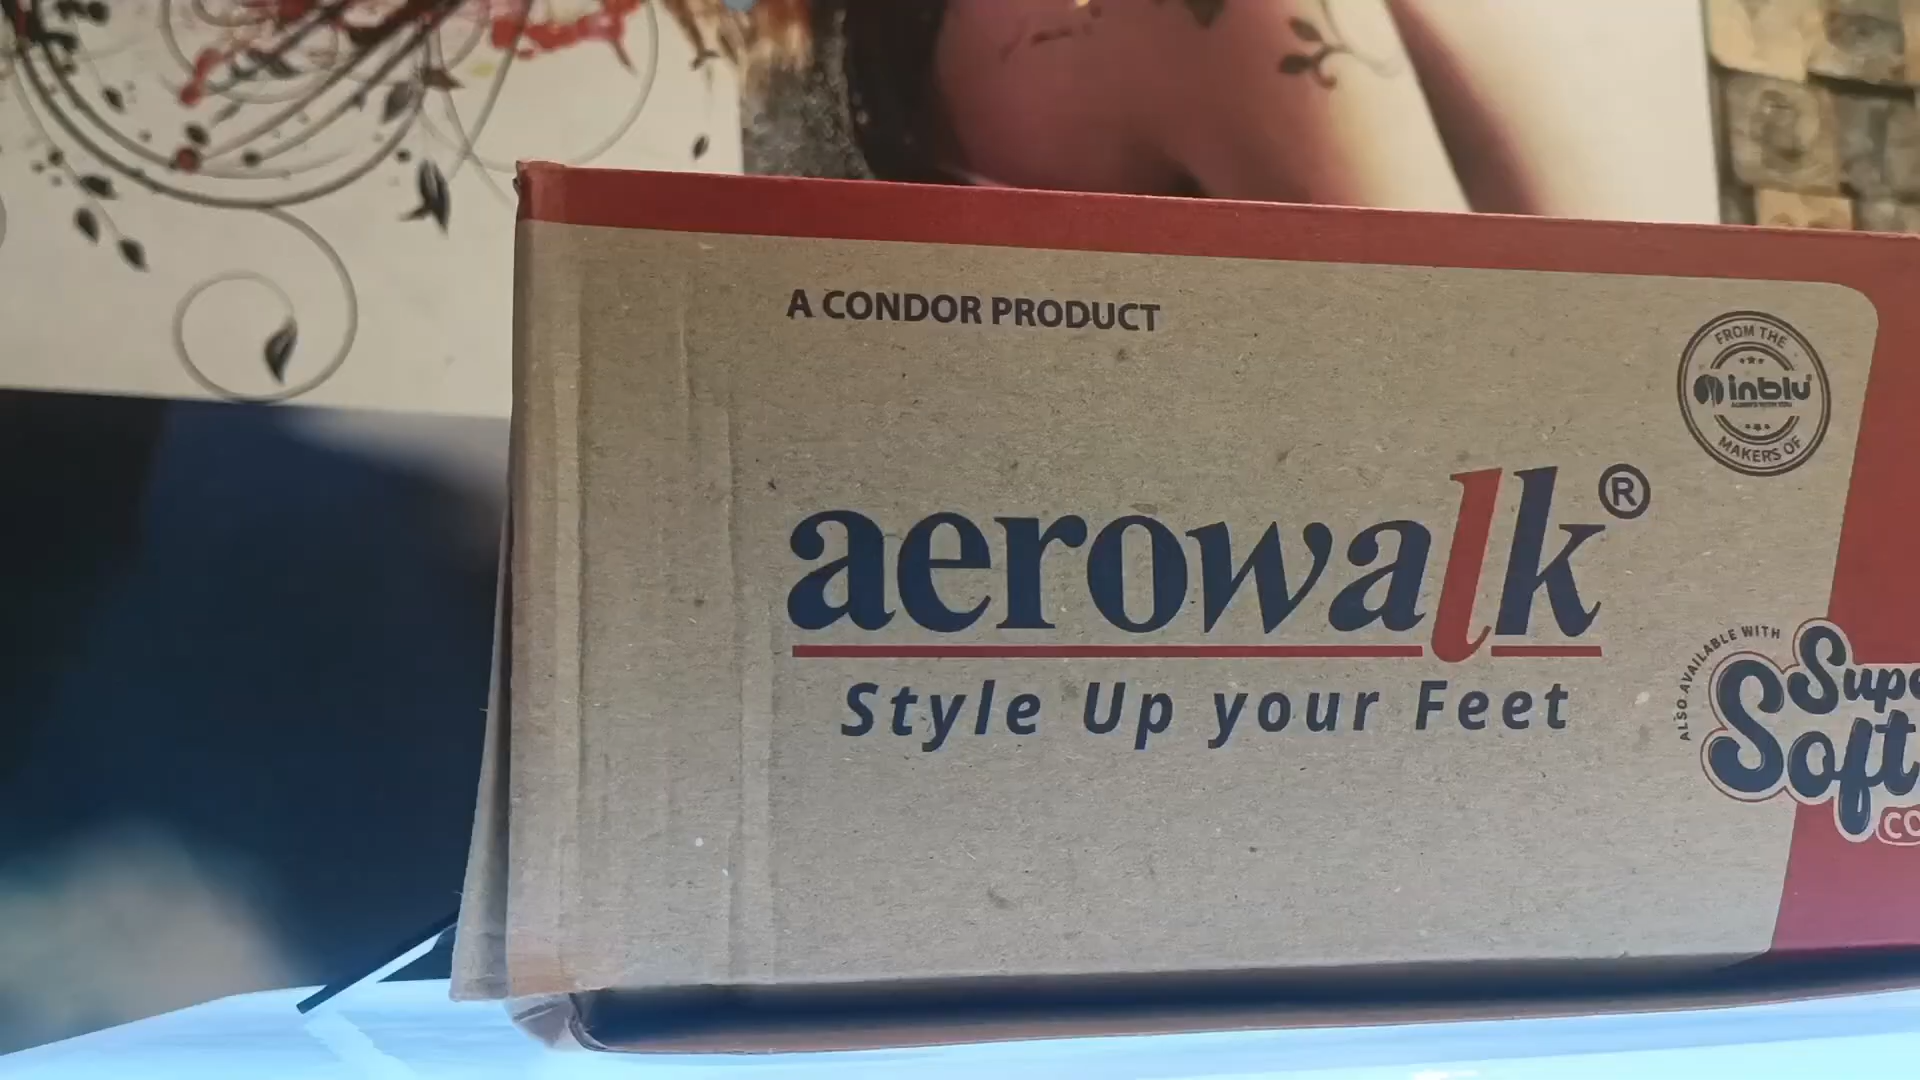 A CONDOR PRODUCT
FROM THE
inblu
MAKERS OF
aerowalk®
Style Up your Feet
ALSO AVAILABLE WITH
Soft